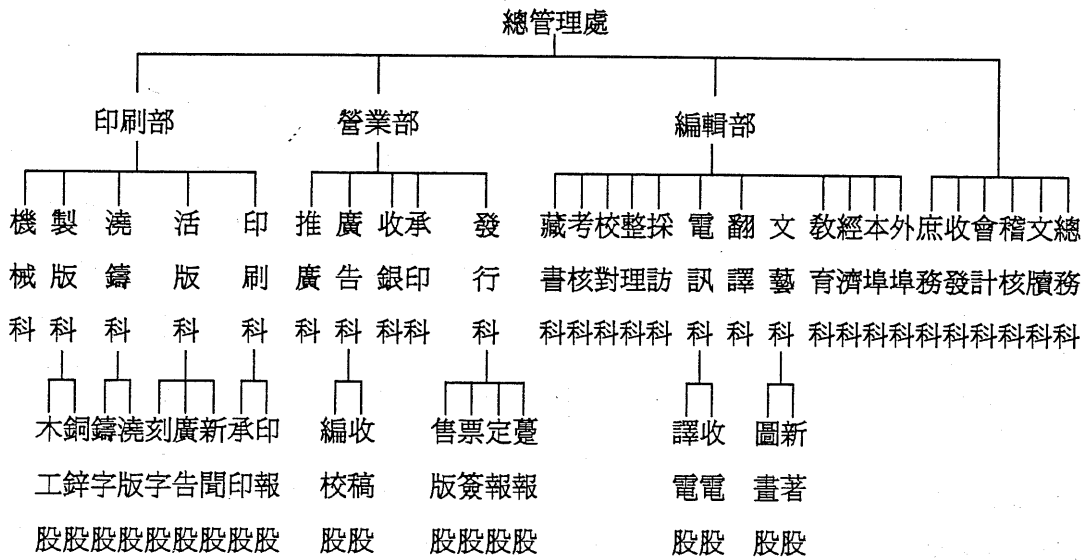 總管理處
印刷部
營業部
編輯部
機械科
製版科
澆鑄科
活版科
印刷科
推廣科
廣告科
收銀科
承印科
發行科
藏書科
考核科
校對科
整理科
採訪科
電訊科
翻譯科
文藝科
教育科
經濟科
本埠科
外埠科
庶務科
收發科
會計科
稽核科
文牘科
總務科
木工股
銅鋅股
鑄字股
澆版股
刻字股
廣告股
新聞股
承印股
印報股
編校股
收稿股
售版股
票簽股
定報股
躉報股
譯電股
收電股
圖畫股
新著股